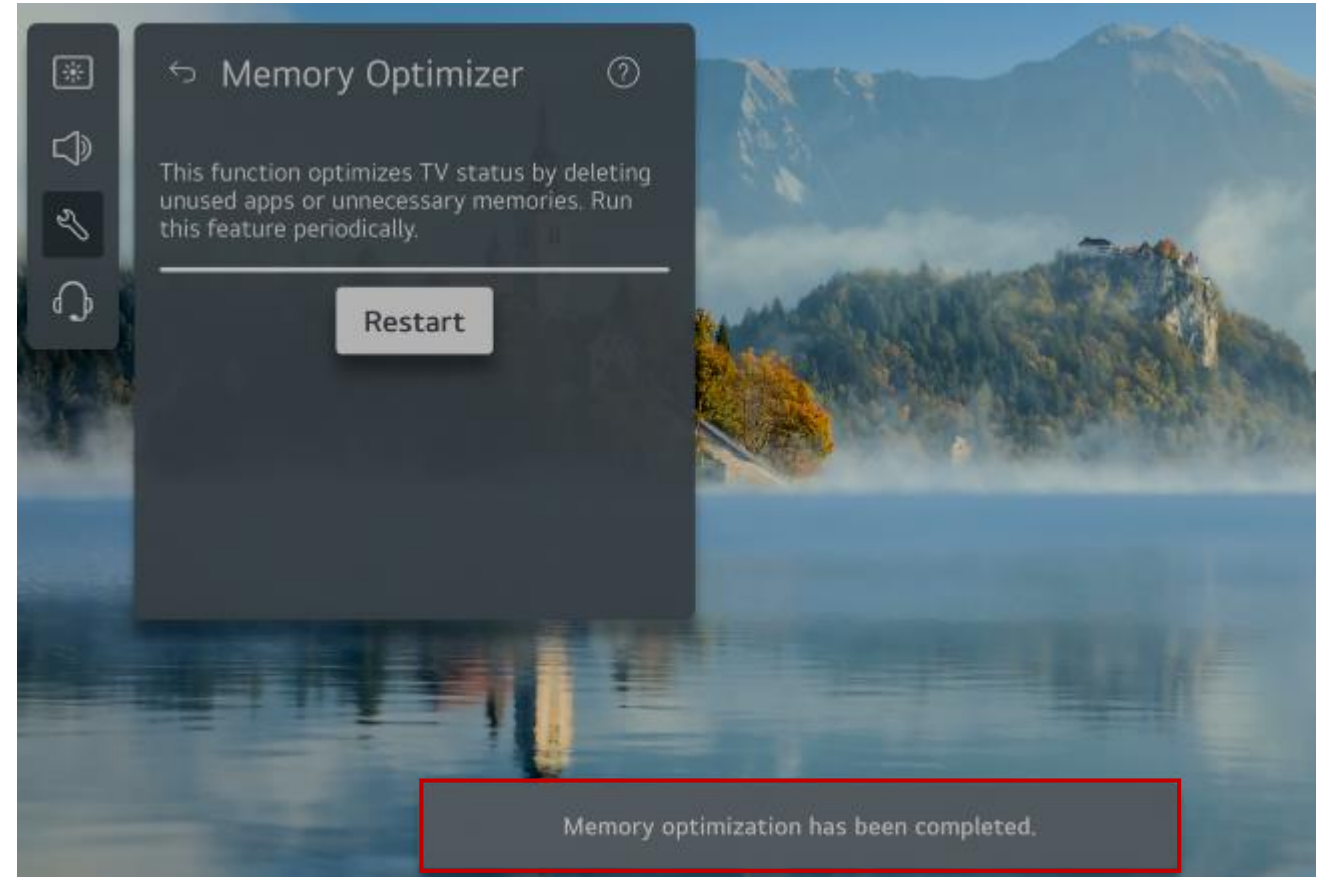 Memory Optimizer
This function optimizes TV status by deleting
unused apps or unnecessary memories. Run
this feature periodically.
Restart
Memory optimization has been completed.